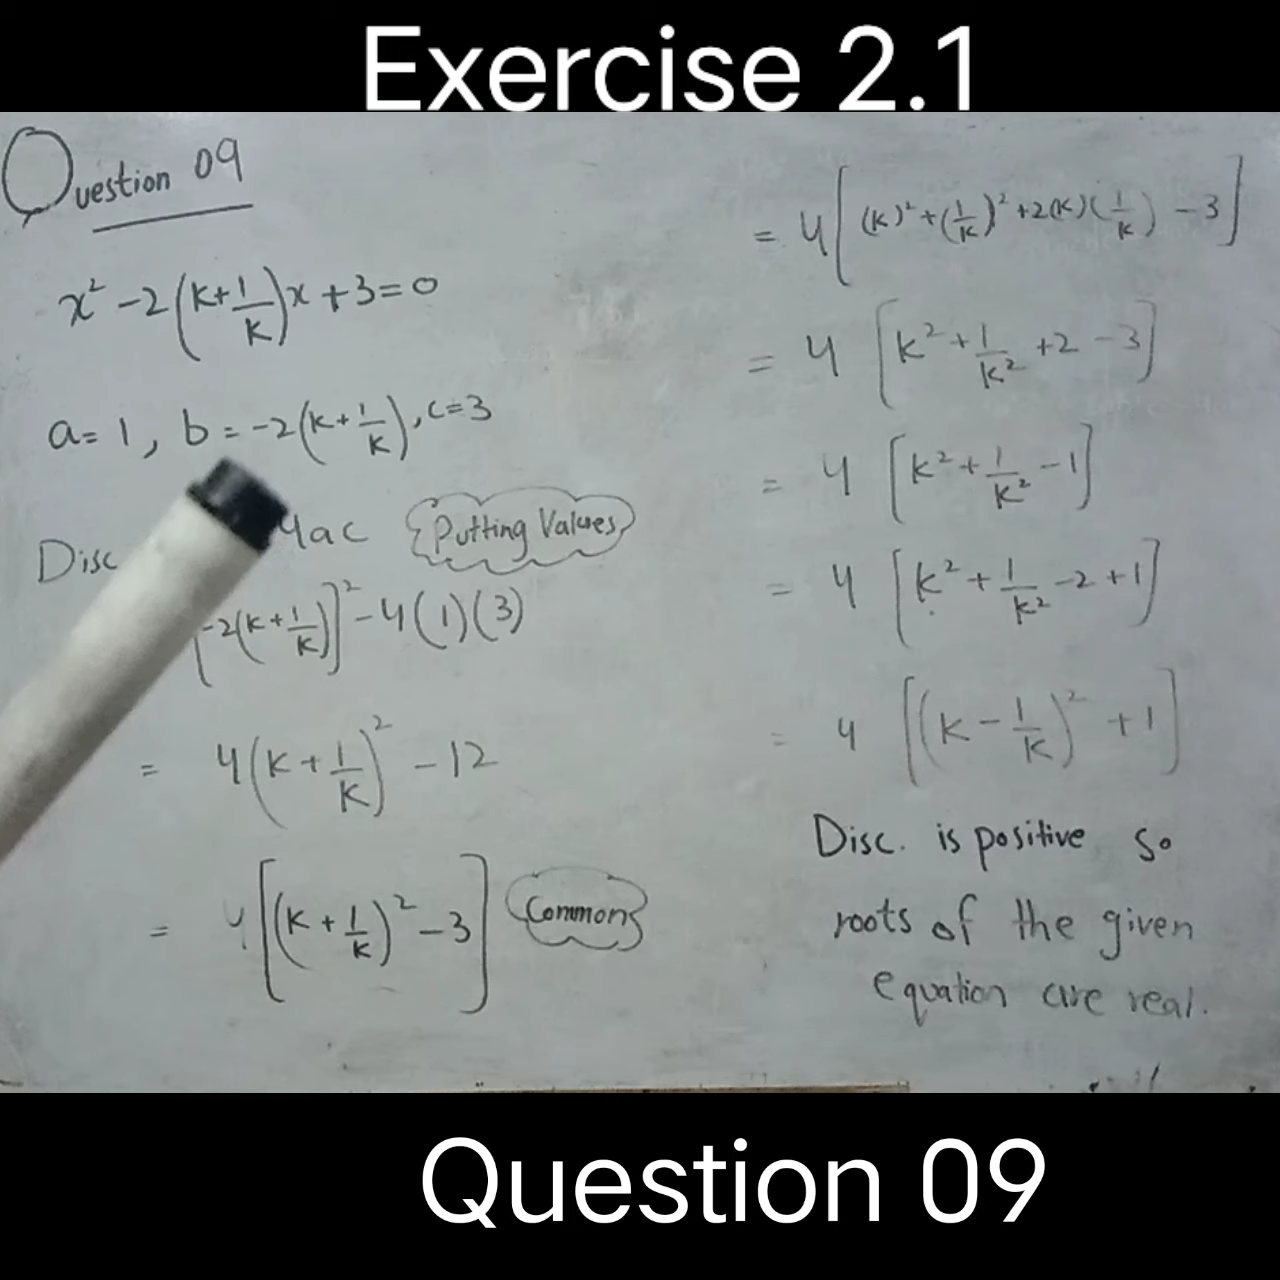 Exercise 2.1
Question 09
x² - 2(k+1/k)x + 3 = 0
a = 1, b = -2(k+1/k), c = 3
Disc 4ac Putting Values
[-2(k+1/k)]² - 4(1)(3)
= 4(k+1/k)² - 12
= 4[(k+1/k)² - 3] Commons
= 4[(k)² + (1/k)² + 2(k)(1/k) - 3]
= 4[k² + 1/k² + 2 - 3]
= 4[k² + 1/k² - 1]
= 4[k² + 1/k² - 2 + 1]
= 4[(k - 1/k)² + 1]
Disc. is positive so
roots of the given
equation are real.
Question 09